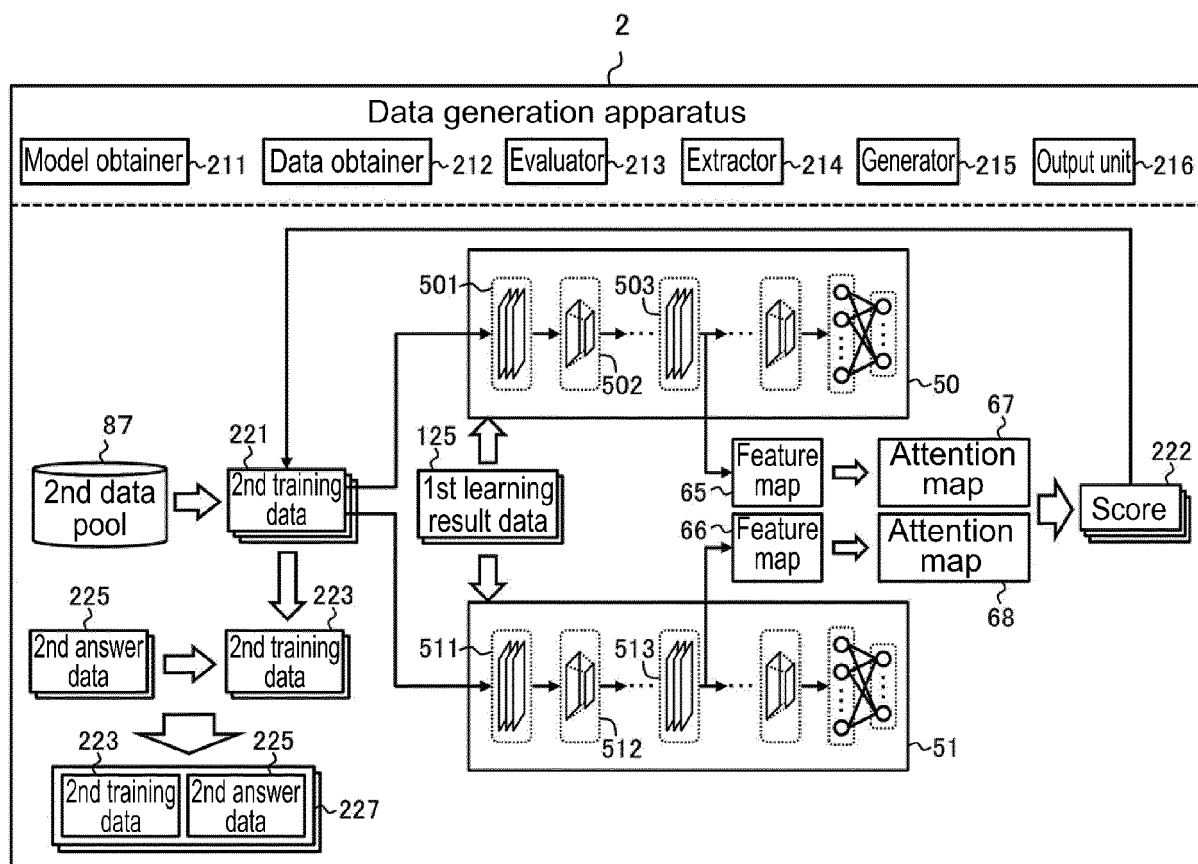 2
Data generation apparatus
Model obtainer 211
Data obtainer 212
Evaluator 213
Extractor 214
Generator 215
Output unit 216
501
502
503
50
87
2nd data
pool
221
2nd training
data
125
1st learning
result data
65
Feature
map
67
Attention
map
222
Score
66
Feature
map
Attention
map
68
225
2nd answer
data
223
2nd training
data
511
512
513
51
223
2nd training
data
225
2nd answer
data
227